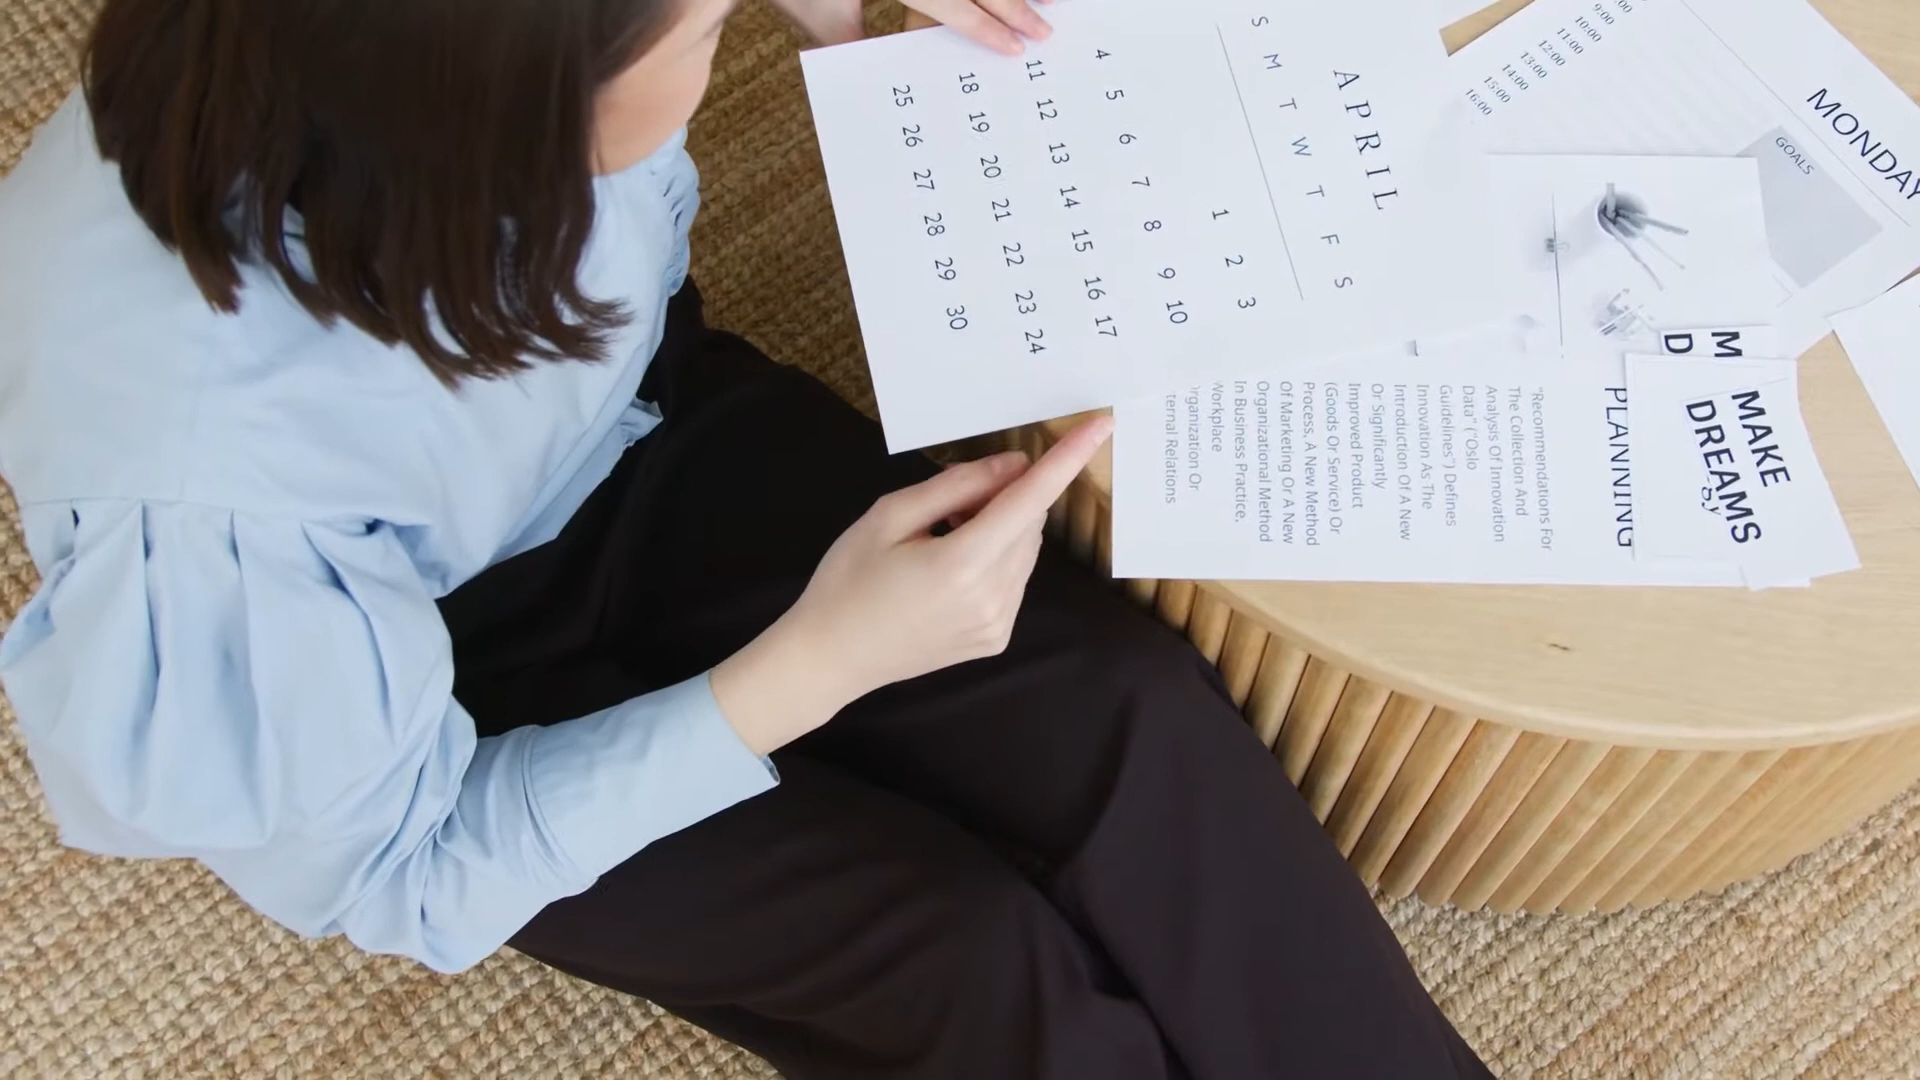 APRIL
S M T W T F S
1 2 3
4 5 6 7 8 9 10
11 12 13 14 15 16 17
18 19 20 21 22 23 24
25 26 27 28 29 30
MONDAY
GOALS
9:00
10:00
11:00
12:00
13:00
14:00
15:00
16:00
M
D
MAKE
DREAMS
PLANNING
"Recommendations For
The Collection And
Analysis Of Innovation
Data" ("Oslo
Guidelines") Defines
Innovation As The
Introduction Of A New
Or Significantly
Improved Product
(Goods Or Service) Or
Process, A New Method
Of Marketing Or A New
Organizational Method
In Business Practice,
Workplace
rganization Or
ternal Relations